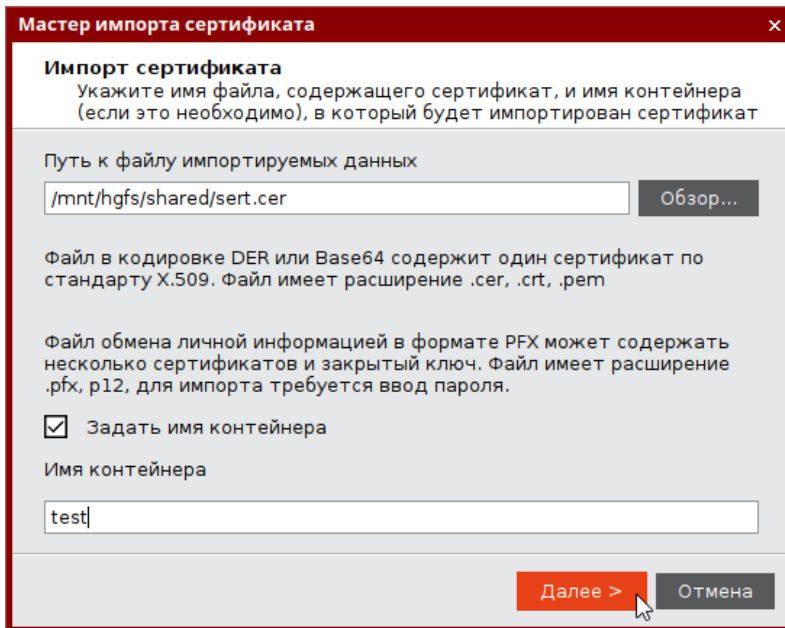 Мастер импорта сертификата
Импорт сертификата
Укажите имя файла, содержащего сертификат, и имя контейнера
(если это необходимо), в который будет импортирован сертификат
Путь к файлу импортируемых данных
/mnt/hgfs/shared/sert.cer
Обзор...
Файл в кодировке DER или Base64 содержит один сертификат по
стандарту X.509. Файл имеет расширение .cer, .crt, .pem
Файл обмена личной информацией в формате PFX может содержать
несколько сертификатов и закрытый ключ. Файл имеет расширение
.pfx, p12, для импорта требуется ввод пароля.
Задать имя контейнера
Имя контейнера
test
Далее >
Отмена